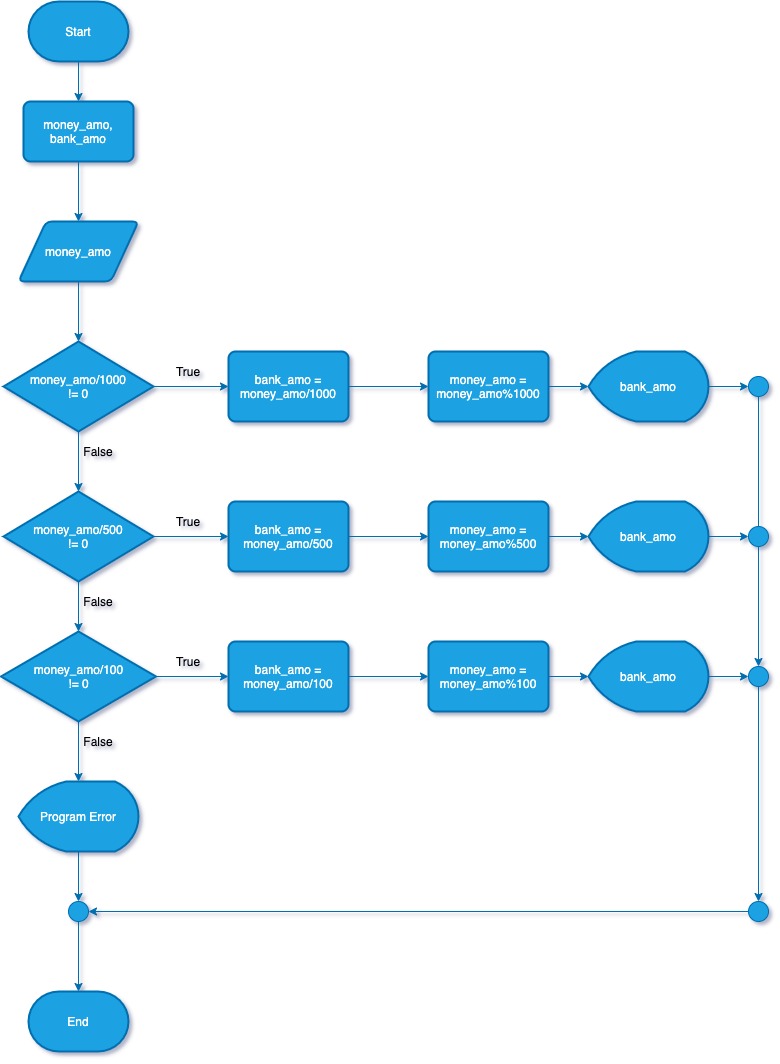 Start
money_amo,
bank_amo
money_amo
money_amo/1000
!= 0
True
bank_amo =
money_amo/1000
money_amo =
money_amo%1000
bank_amo
False
money_amo/500
!= 0
True
bank_amo =
money_amo/500
money_amo =
money_amo%500
bank_amo
False
money_amo/100
!= 0
True
bank_amo =
money_amo/100
money_amo =
money_amo%100
bank_amo
False
Program Error
End